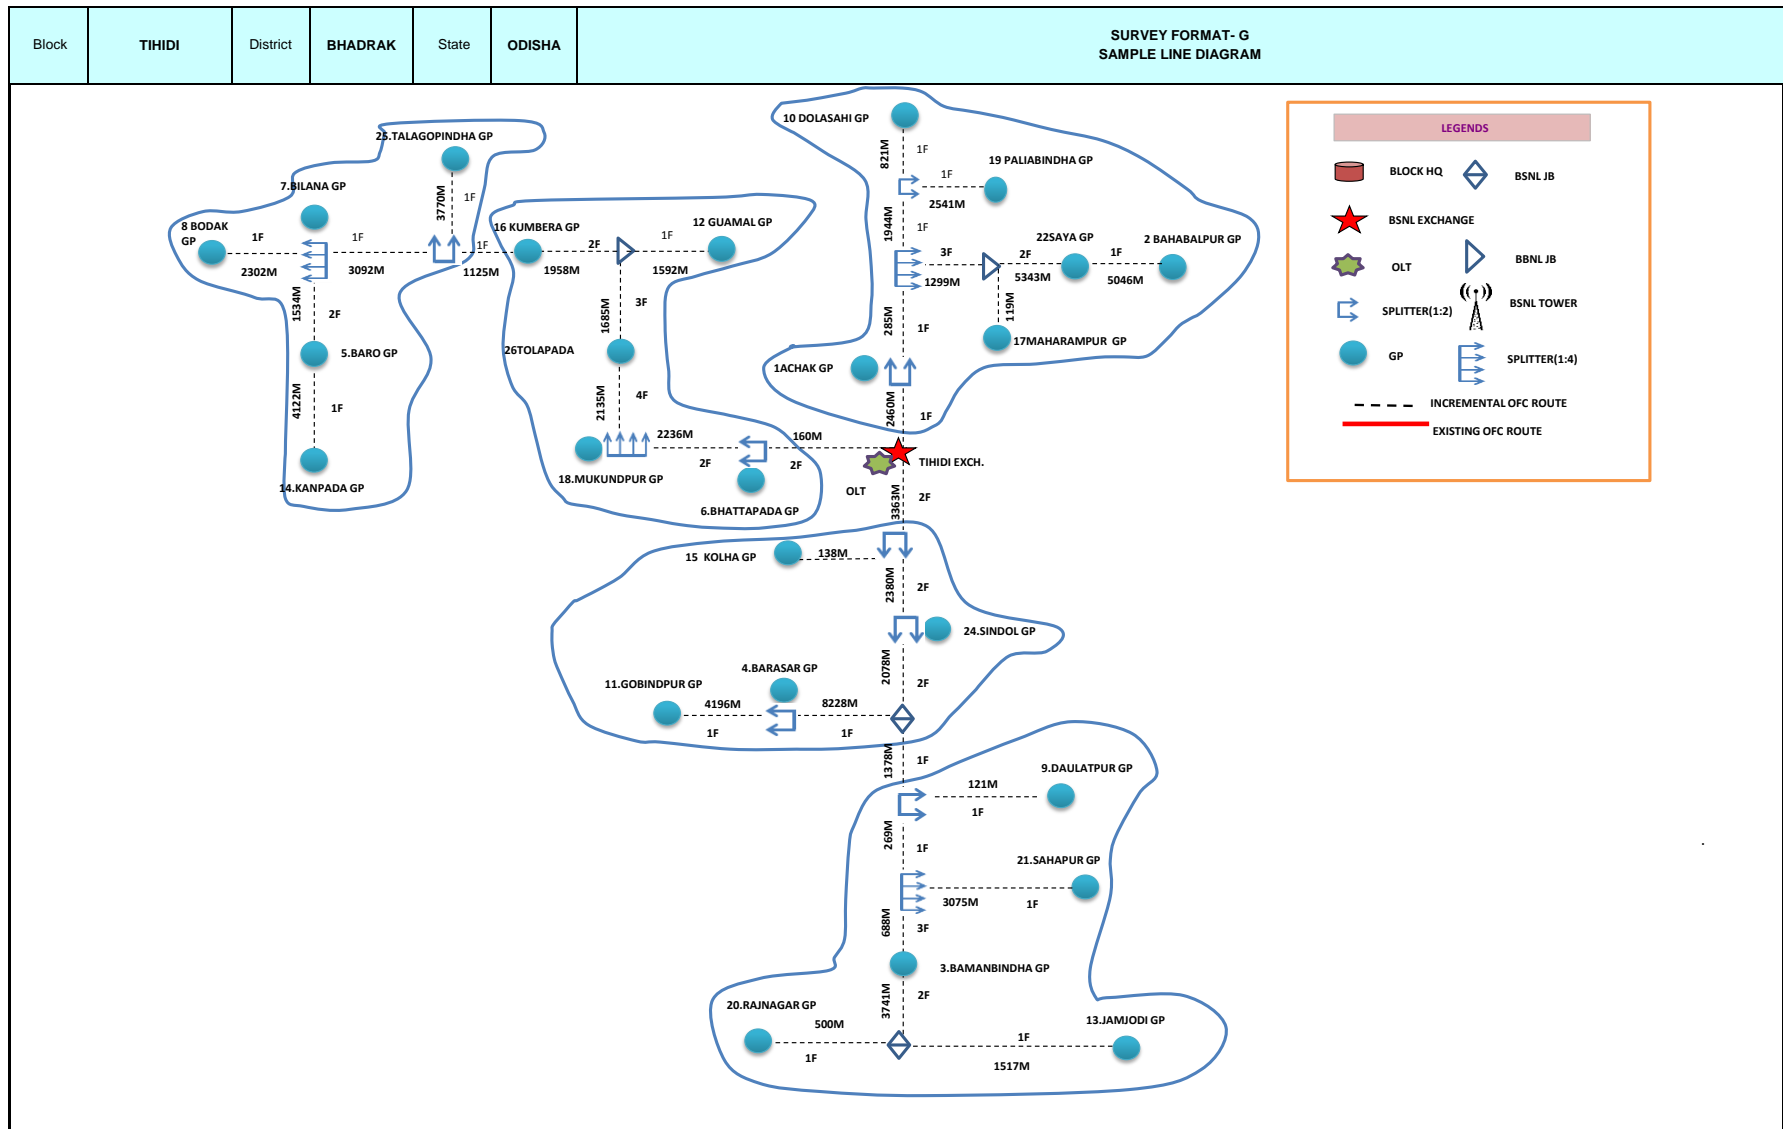 Block
TIHIDI
District
BHADRAK
State
ODISHA
SURVEY FORMAT- G
SAMPLE LINE DIAGRAM
LEGENDS
BLOCK HQ
BSNL JB
BSNL EXCHANGE
OLT
BBNL JB
SPLITTER(1:2)
BSNL TOWER
GP
SPLITTER(1:4)
INCREMENTAL OFC ROUTE
EXISTING OFC ROUTE
10 DOLASAHI GP
821M
1F
19 PALIABINDHA GP
1F
2541M
1944M
1F
3F
1299M
22SAYA GP
2F
5343M
2 BAHABALPUR GP
1F
5046M
119M
17MAHARAMPUR GP
285M
1F
1ACHAK GP
2460M
1F
25.TALAGOPINDHA GP
3770M
1F
7.BILANA GP
8 BODAK
GP
1F
2302M
1F
3092M
1F
1125M
1534M
2F
5.BARO GP
4122M
1F
14.KANPADA GP
16 KUMBERA GP
2F
1958M
12 GUAMAL GP
1F
1592M
1685M
3F
26TOLAPADA
2135M
4F
2236M
2F
160M
2F
18.MUKUNDPUR GP
6.BHATTAPADA GP
TIHIDI EXCH.
OLT
3363M
2F
15 KOLHA GP
138M
2380M
2F
24.SINDOL GP
2078M
2F
4.BARASAR GP
11.GOBINDPUR GP
4196M
1F
8228M
1F
1378M
1F
9.DAULATPUR GP
121M
1F
269M
1F
21.SAHAPUR GP
3075M
1F
688M
3F
3.BAMANBINDHA GP
3741M
2F
20.RAJNAGAR GP
500M
1F
13.JAMJODI GP
1F
1517M
.